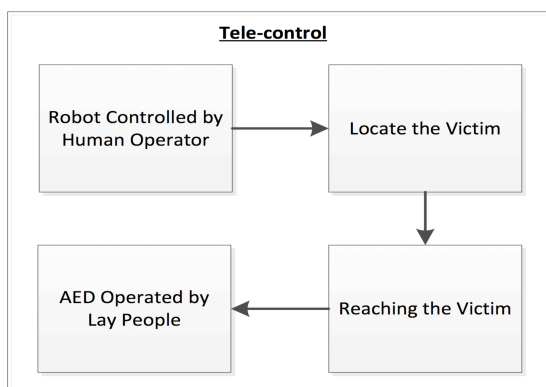 Tele-control
Robot Controlled by
Human Operator
Locate the Victim
Reaching the Victim
AED Operated by
Lay People